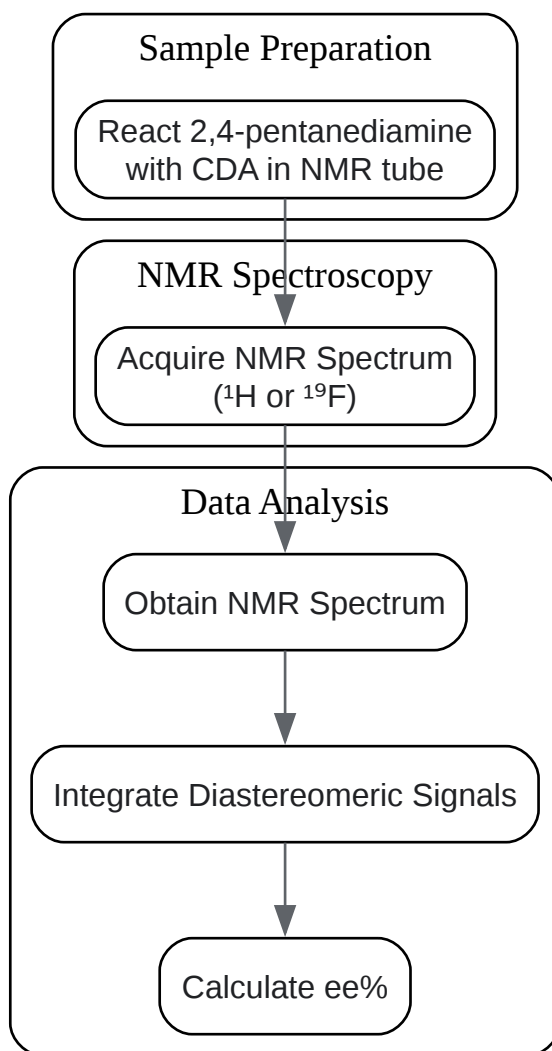 Sample Preparation
React 2,4-pentanediamine
with CDA in NMR tube
NMR Spectroscopy
Acquire NMR Spectrum
(¹H or ¹⁹F)
Data Analysis
Obtain NMR Spectrum
Integrate Diastereomeric Signals
Calculate ee%